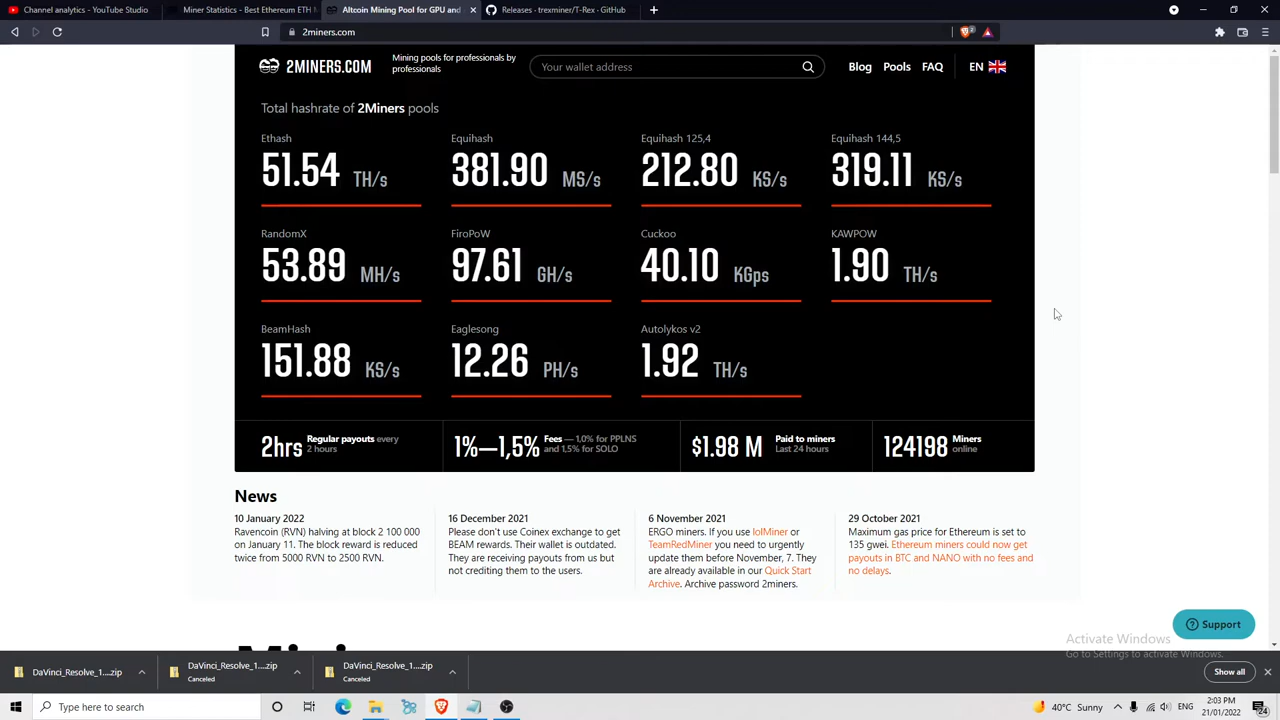 Channel analytics - YouTube Studio
Miner Statistics - Best Ethereum ETH
Altcoin Mining Pool for GPU and
Releases · trexminer/T-Rex · GitHub
2miners.com
2MINERS.COM
Mining pools for professionals by
professionals
Your wallet address
Blog Pools FAQ EN
Total hashrate of 2Miners pools
Ethash Equihash Equihash 125,4 Equihash 144,5
51.54 TH/s 381.90 MS/s 212.80 KS/s 319.11 KS/s
RandomX FiroPoW Cuckoo KAWPOW
53.89 MH/s 97.61 GH/s 40.10 KGps 1.90 TH/s
BeamHash Eaglesong Autolykos v2
151.88 KS/s 12.26 PH/s 1.92 TH/s
2hrs Regular payouts every
2 hours
1%—1,5% Fees — 1,0% for PPLNS
and 1,5% for SOLO
$1.98 M Paid to miners
Last 24 hours
124198 Miners
online
News
10 January 2022
Ravencoin (RVN) halving at block 2 100 000
on January 11. The block reward is reduced
twice from 5000 RVN to 2500 RVN.
16 December 2021
Please don't use Coinex exchange to get
BEAM rewards. Their wallet is outdated.
They are receiving payouts from us but
not crediting them to the users.
6 November 2021
ERGO miners. If you use lolMiner or
TeamRedMiner you need to urgently
update them before November, 7. They
are already available in our Quick Start
Archive. Archive password 2miners.
29 October 2021
Maximum gas price for Ethereum is set to
135 gwei. Ethereum miners could now get
payouts in BTC and NANO with no fees and
no delays.
Support
Activate Windows
Go to Settings to activate Windows.
DaVinci_Resolve_1....zip
DaVinci_Resolve_1....zip
Canceled
DaVinci_Resolve_1....zip
Canceled
Show all
Type here to search
40°C Sunny
ENG
2:03 PM
21/01/2022
24